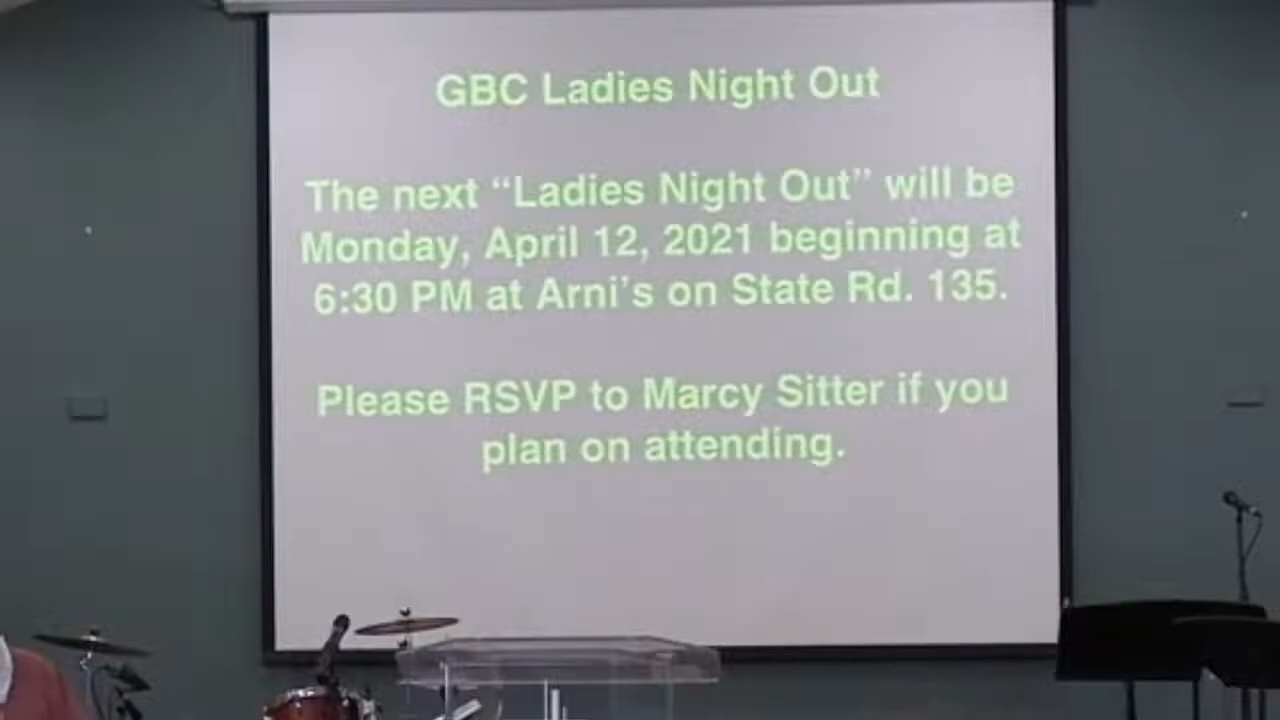 GBC Ladies Night Out
The next “Ladies Night Out” will be
Monday, April 12, 2021 beginning at
6:30 PM at Arni’s on State Rd. 135.
Please RSVP to Marcy Sitter if you
plan on attending.